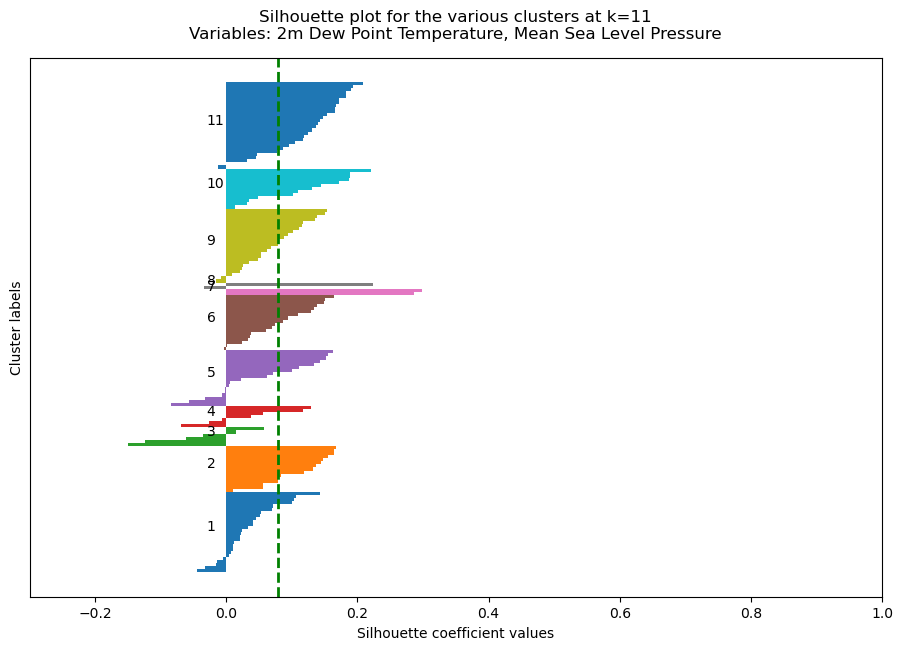 Silhouette plot for the various clusters at k=11
Variables: 2m Dew Point Temperature, Mean Sea Level Pressure
Cluster labels
11
10
9
8
7
6
5
4
3
2
1
−0.2 0.0 0.2 0.4 0.6 0.8 1.0
Silhouette coefficient values